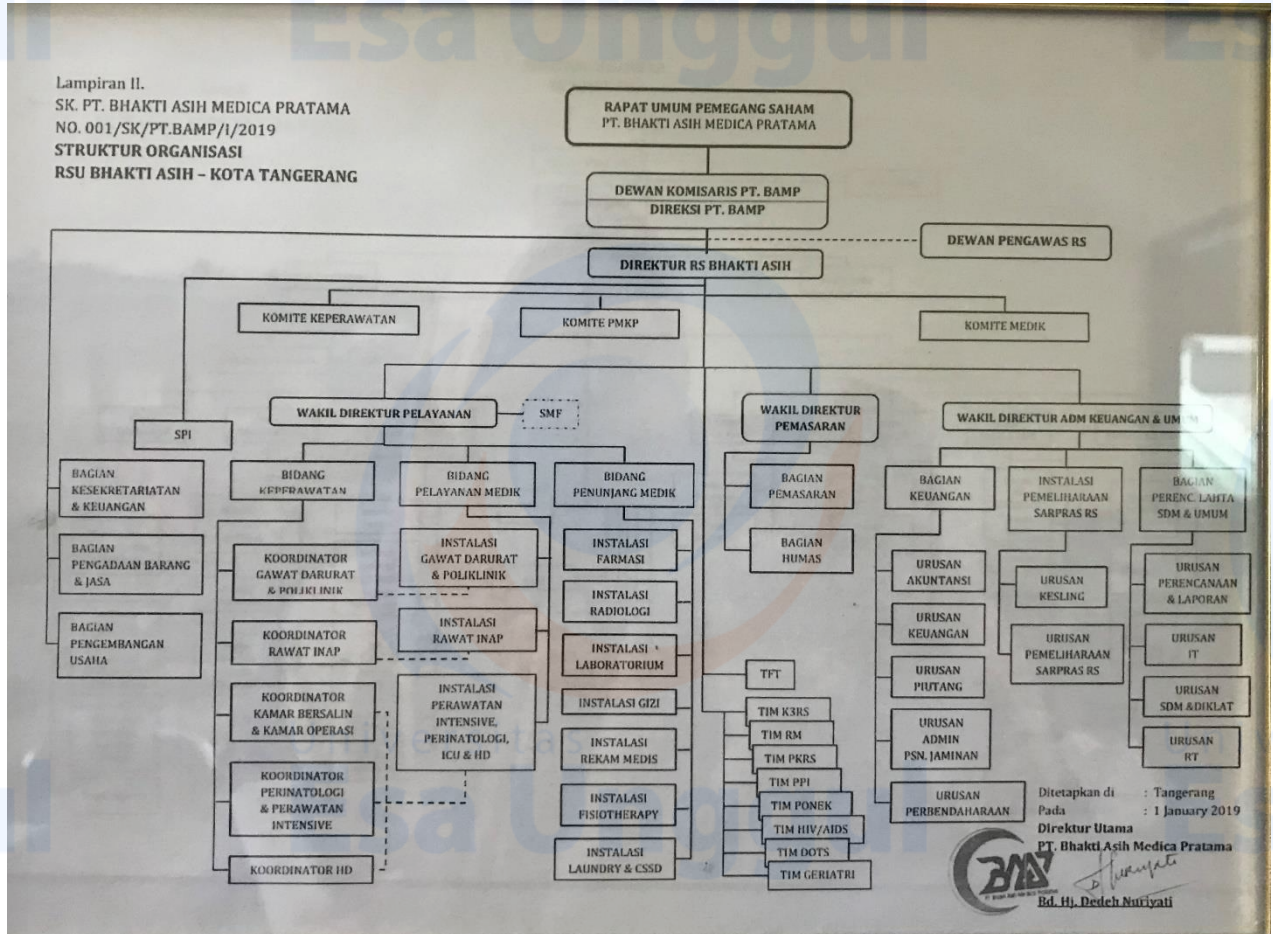 Esa Unggul
Lampiran II.
SK. PT. BHAKTI ASIH MEDICA PRATAMA
NO. 001/SK/PT.BAMP/I/2019
STRUKTUR ORGANISASI
RSU BHAKTI ASIH – KOTA TANGERANG
RAPAT UMUM PEMEGANG SAHAM
PT. BHAKTI ASIH MEDICA PRATAMA
DEWAN KOMISARIS PT. BAMP
DIREKSI PT. BAMP
DEWAN PENGAWAS RS
DIREKTUR RS BHAKTI ASIH
KOMITE KEPERAWATAN
KOMITE PMKP
KOMITE MEDIK
WAKIL DIREKTUR PELAYANAN
SMF
WAKIL DIREKTUR
PEMASARAN
WAKIL DIREKTUR ADM KEUANGAN & UMUM
SPI
BAGIAN
KESEKRETARIATAN
& KEUANGAN
BAGIAN
PENGADAAN BARANG
& JASA
BAGIAN
PENGEMBANGAN
USAHA
BIDANG
KEPERAWATAN
KOORDINATOR
GAWAT DARURAT
& POLIKLINIK
KOORDINATOR
RAWAT INAP
KOORDINATOR
KAMAR BERSALIN
& KAMAR OPERASI
KOORDINATOR
PERINATOLOGI
& PERAWATAN
INTENSIVE
KOORDINATOR HD
BIDANG
PELAYANAN MEDIK
INSTALASI
GAWAT DARURAT
& POLIKLINIK
INSTALASI
RAWAT INAP
INSTALASI
PERAWATAN
INTENSIVE,
PERINATOLOGI,
ICU & HD
BIDANG
PENUNJANG MEDIK
INSTALASI
FARMASI
INSTALASI
RADIOLOGI
INSTALASI
LABORATORIUM
INSTALASI GIZI
INSTALASI
REKAM MEDIS
INSTALASI
FISIOTHERAPY
INSTALASI
LAUNDRY & CSSD
BAGIAN
PEMASARAN
BAGIAN
HUMAS
TFT
TIM K3RS
TIM RM
TIM PKRS
TIM PPI
TIM PONEK
TIM HIV/AIDS
TIM DOTS
TIM GERIATRI
BAGIAN
KEUANGAN
URUSAN
AKUNTANSI
URUSAN
KEUANGAN
URUSAN
PIUTANG
URUSAN
ADMIN
PSN. JAMINAN
URUSAN
PERBENDAHARAAN
INSTALASI
PEMELIHARAAN
SARPRAS RS
URUSAN
KESLING
URUSAN
PEMELIHARAAN
SARPRAS RS
BAGIAN
PERENC. LAHTA
SDM & UMUM
URUSAN
PERENCANAAN
& LAPORAN
URUSAN
IT
URUSAN
SDM &DIKLAT
URUSAN
RT
Ditetapkan di : Tangerang
Pada : 1 January 2019
Direktur Utama
PT. Bhakti Asih Medica Pratama
Bd. Hj. Dedeh Nuriyati
Esa Unggul